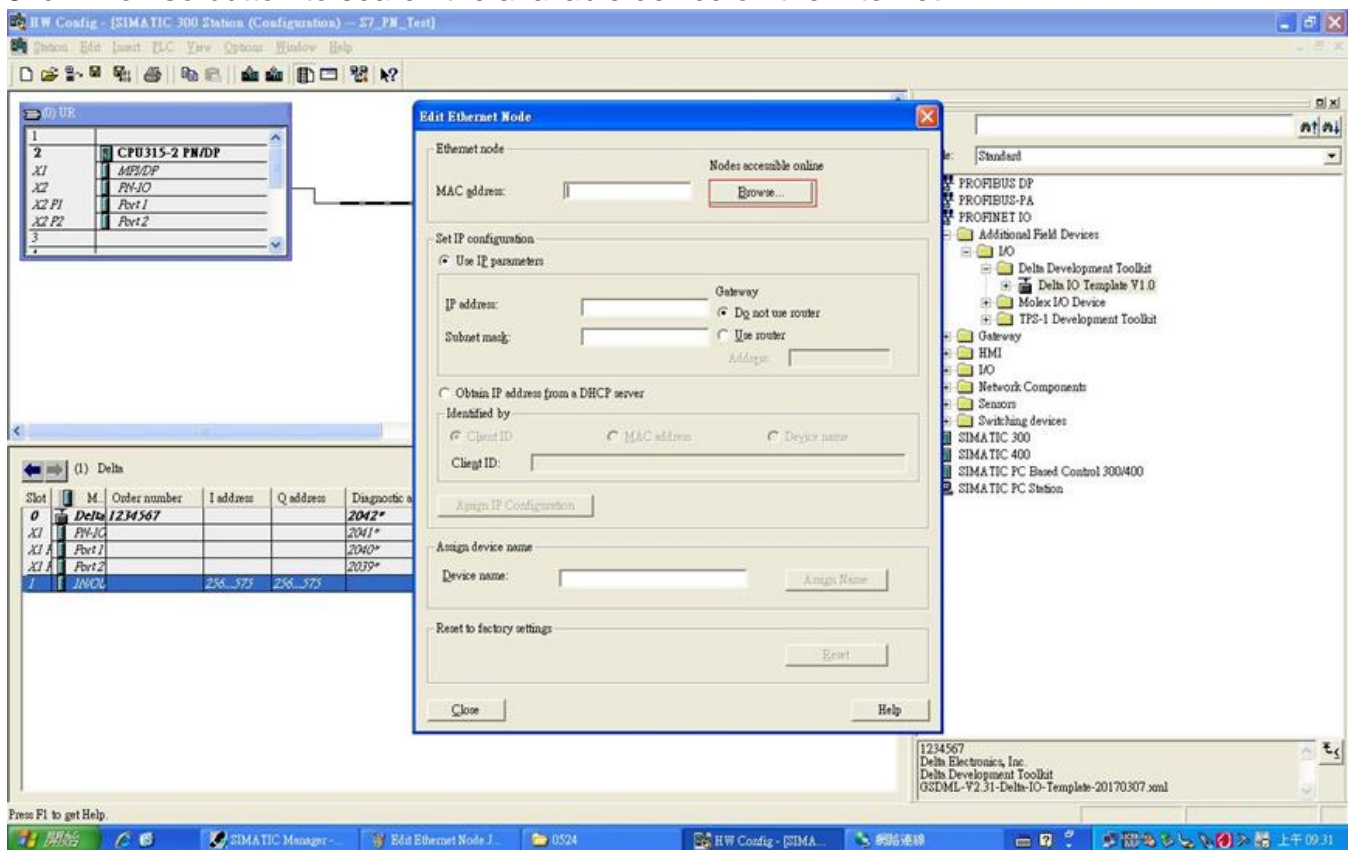 HW Config - [SIMATIC 300 Station (Configuration) -- S7_PN_Test]
Station Edit Insert PLC View Options Window Help
(0) UR
1
2 CPU315-2 PN/DP
X1 MPI/DP
X2 PN-IO
X2 P1 Port 1
X2 P2 Port 2
3
Edit Ethernet Node
Ethernet node
Nodes accessible online
MAC address:
Browse...
Set IP configuration
Use IP parameters
Gateway
IP address:
Do not use router
Subnet mask:
Use router
Address:
Obtain IP address from a DHCP server
Identified by
Client ID MAC address Device name
Client ID:
Assign IP Configuration
Assign device name
Device name:
Assign Name
Reset to factory settings
Reset
Close
Help
Standard
PROFIBUS DP
PROFIBUS-PA
PROFINET IO
Additional Field Devices
I/O
Delta Development Toolkit
Delta IO Template V1.0
Molex I/O Device
TPS-1 Development Toolkit
Gateway
HMI
I/O
Network Components
Sensors
Switching devices
SIMATIC 300
SIMATIC 400
SIMATIC PC Based Control 300/400
SIMATIC PC Station
(1) Delta
Slot M... Order number I address Q address Diagnostic a
0 Delta 1234567 2042*
X1 PN-IO 2041*
X1 P Port 1 2040*
X1 P Port 2 2039*
1 IN/OU 256...575 256...575
1234567
Delta Electronics, Inc.
Delta Development Toolkit
GSDML-V2.31-Delta-IO-Template-20170307.xml
Press F1 to get Help.
開始 SIMATIC Manager -... Edit Ethernet Node J... 0524 HW Config - [SIMA... 網路連線 上午 09:31